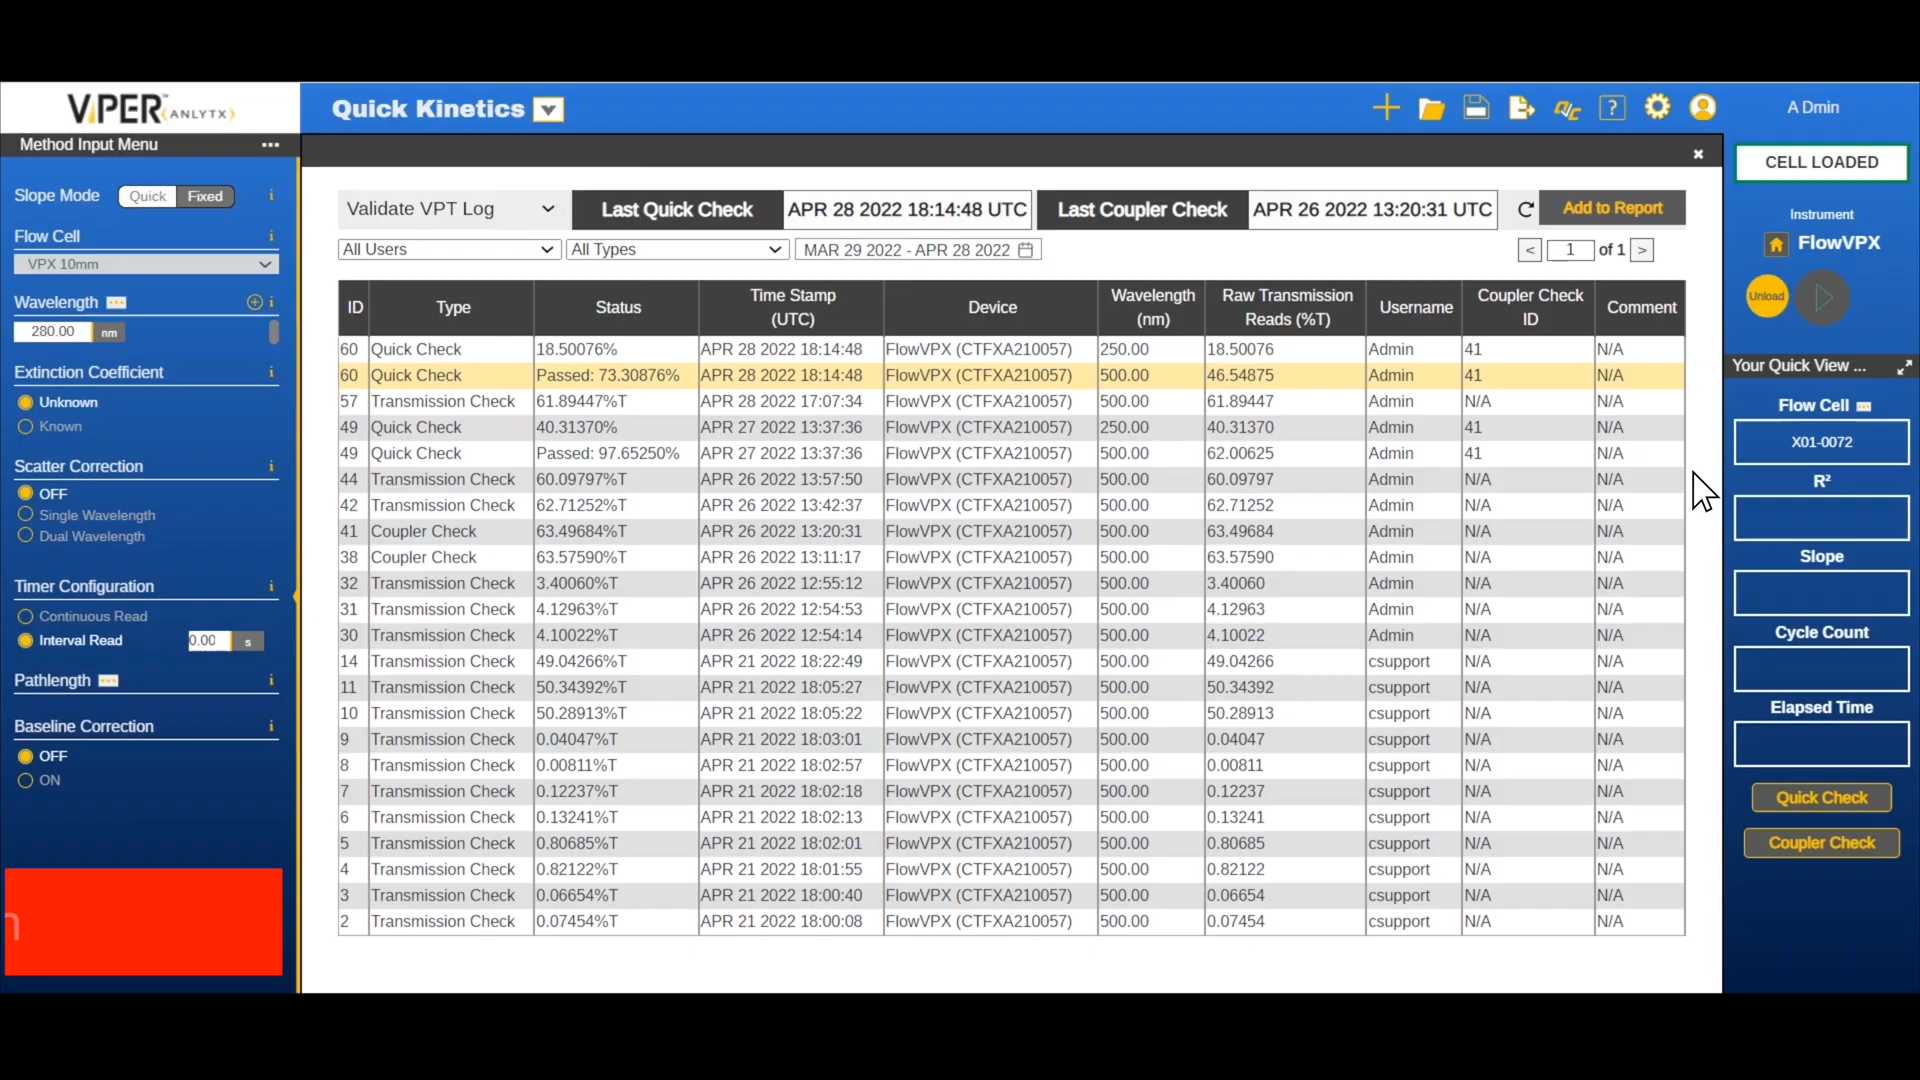 VIPER™ ANLYTX
Quick Kinetics
A Dmin
Method Input Menu
CELL LOADED
Slope Mode Quick Fixed i
Flow Cell i
VPX 10mm
Wavelength i
280.00 nm
Extinction Coefficient i
Unknown
Known
Scatter Correction i
OFF
Single Wavelength
Dual Wavelength
Timer Configuration i
Continuous Read
Interval Read 0.00 s
Pathlength i
Baseline Correction i
OFF
ON
Validate VPT Log Last Quick Check APR 28 2022 18:14:48 UTC Last Coupler Check APR 26 2022 13:20:31 UTC Add to Report
All Users All Types MAR 29 2022 - APR 28 2022 < 1 of 1 >
ID Type Status Time Stamp (UTC) Device Wavelength (nm) Raw Transmission Reads (%T) Username Coupler Check ID Comment
60 Quick Check 18.50076% APR 28 2022 18:14:48 FlowVPX (CTFXA210057) 250.00 18.50076 Admin 41 N/A
60 Quick Check Passed: 73.30876% APR 28 2022 18:14:48 FlowVPX (CTFXA210057) 500.00 46.54875 Admin 41 N/A
57 Transmission Check 61.89447%T APR 28 2022 17:07:34 FlowVPX (CTFXA210057) 500.00 61.89447 Admin N/A N/A
49 Quick Check 40.31370% APR 27 2022 13:37:36 FlowVPX (CTFXA210057) 250.00 40.31370 Admin 41 N/A
49 Quick Check Passed: 97.65250% APR 27 2022 13:37:36 FlowVPX (CTFXA210057) 500.00 62.00625 Admin 41 N/A
44 Transmission Check 60.09797%T APR 26 2022 13:57:50 FlowVPX (CTFXA210057) 500.00 60.09797 Admin N/A N/A
42 Transmission Check 62.71252%T APR 26 2022 13:42:37 FlowVPX (CTFXA210057) 500.00 62.71252 Admin N/A N/A
41 Coupler Check 63.49684%T APR 26 2022 13:20:31 FlowVPX (CTFXA210057) 500.00 63.49684 Admin N/A N/A
38 Coupler Check 63.57590%T APR 26 2022 13:11:17 FlowVPX (CTFXA210057) 500.00 63.57590 Admin N/A N/A
32 Transmission Check 3.40060%T APR 26 2022 12:55:12 FlowVPX (CTFXA210057) 500.00 3.40060 Admin N/A N/A
31 Transmission Check 4.12963%T APR 26 2022 12:54:53 FlowVPX (CTFXA210057) 500.00 4.12963 Admin N/A N/A
30 Transmission Check 4.10022%T APR 26 2022 12:54:14 FlowVPX (CTFXA210057) 500.00 4.10022 Admin N/A N/A
14 Transmission Check 49.04266%T APR 21 2022 18:22:49 FlowVPX (CTFXA210057) 500.00 49.04266 csupport N/A N/A
11 Transmission Check 50.34392%T APR 21 2022 18:05:27 FlowVPX (CTFXA210057) 500.00 50.34392 csupport N/A N/A
10 Transmission Check 50.28913%T APR 21 2022 18:05:22 FlowVPX (CTFXA210057) 500.00 50.28913 csupport N/A N/A
9 Transmission Check 0.04047%T APR 21 2022 18:03:01 FlowVPX (CTFXA210057) 500.00 0.04047 csupport N/A N/A
8 Transmission Check 0.00811%T APR 21 2022 18:02:57 FlowVPX (CTFXA210057) 500.00 0.00811 csupport N/A N/A
7 Transmission Check 0.12237%T APR 21 2022 18:02:18 FlowVPX (CTFXA210057) 500.00 0.12237 csupport N/A N/A
6 Transmission Check 0.13241%T APR 21 2022 18:02:13 FlowVPX (CTFXA210057) 500.00 0.13241 csupport N/A N/A
5 Transmission Check 0.80685%T APR 21 2022 18:02:01 FlowVPX (CTFXA210057) 500.00 0.80685 csupport N/A N/A
4 Transmission Check 0.82122%T APR 21 2022 18:01:55 FlowVPX (CTFXA210057) 500.00 0.82122 csupport N/A N/A
3 Transmission Check 0.06654%T APR 21 2022 18:00:40 FlowVPX (CTFXA210057) 500.00 0.06654 csupport N/A N/A
2 Transmission Check 0.07454%T APR 21 2022 18:00:08 FlowVPX (CTFXA210057) 500.00 0.07454 csupport N/A N/A
Instrument
FlowVPX
Unload
Your Quick View ...
Flow Cell
X01-0072
R²
Slope
Cycle Count
Elapsed Time
Quick Check
Coupler Check